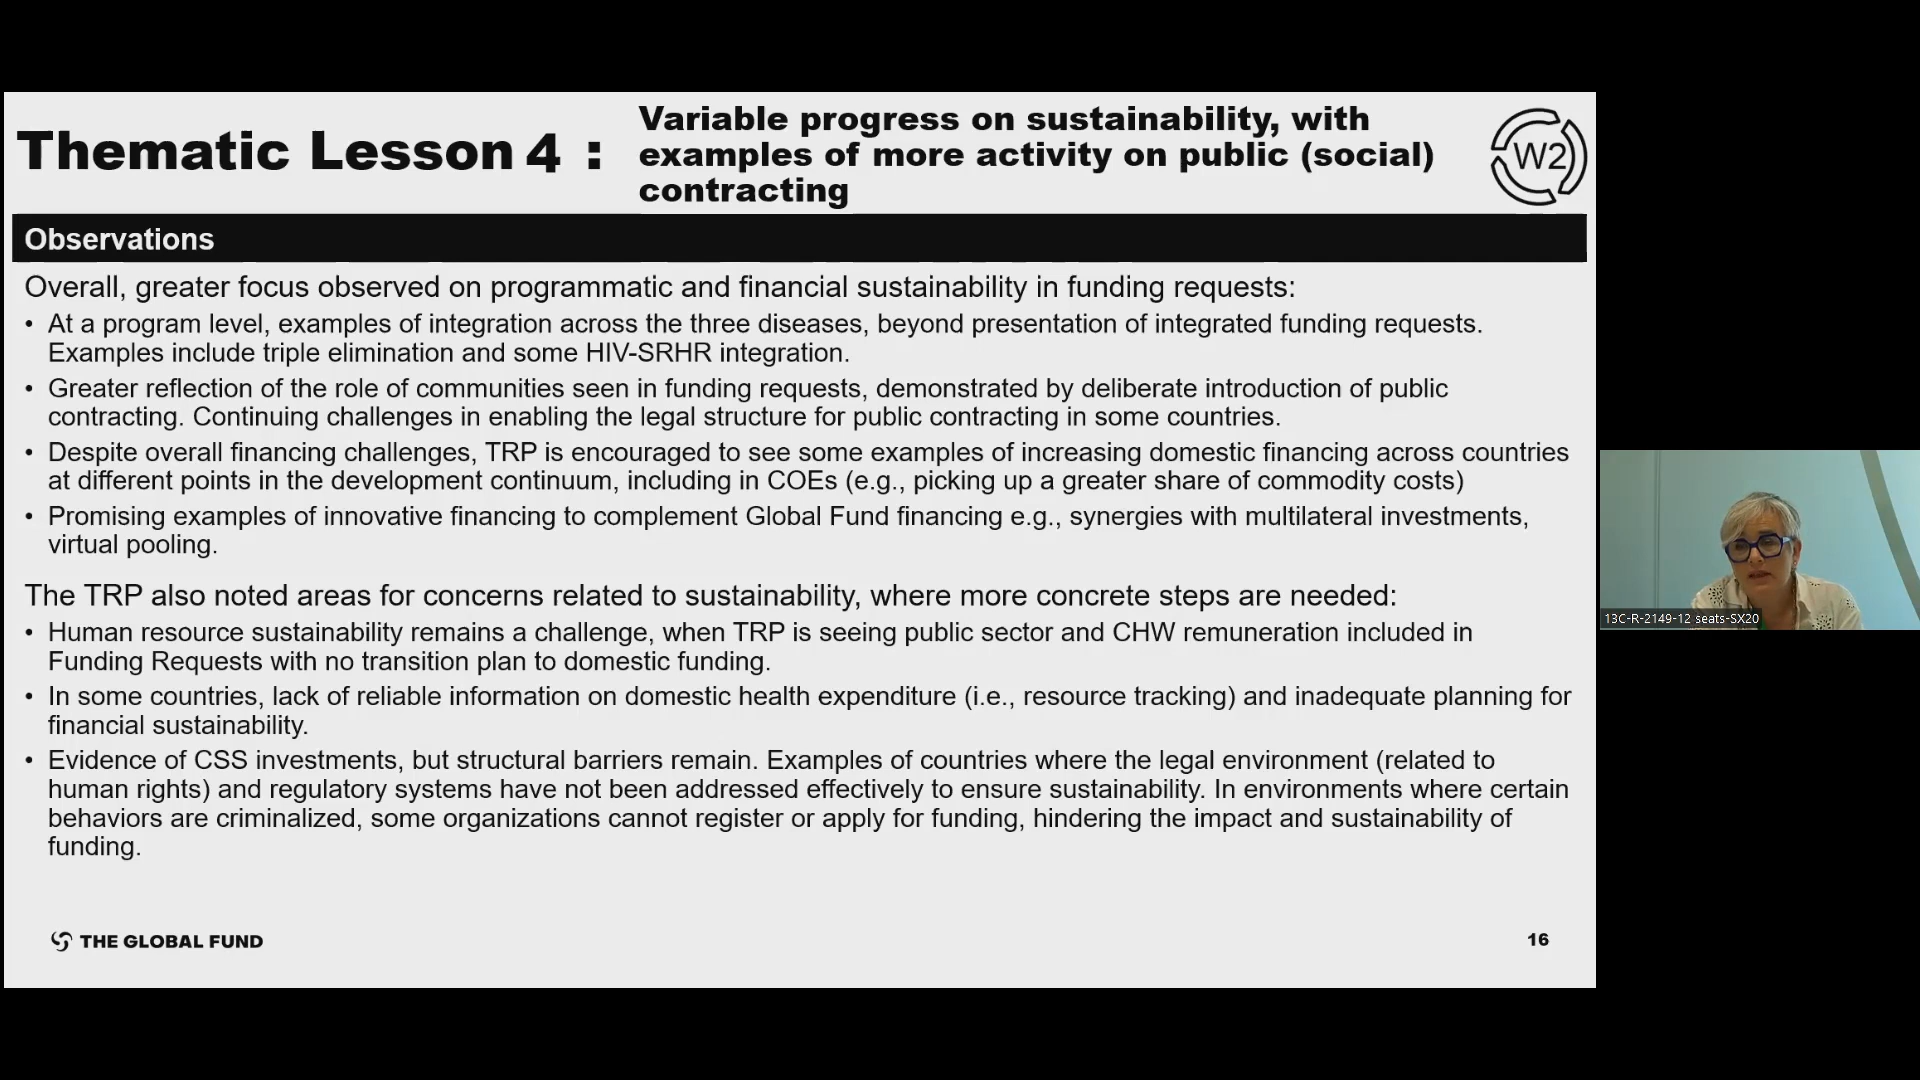 Thematic Lesson 4 :
Variable progress on sustainability, with
examples of more activity on public (social)
contracting
W2
Observations
Overall, greater focus observed on programmatic and financial sustainability in funding requests:
• At a program level, examples of integration across the three diseases, beyond presentation of integrated funding requests.
Examples include triple elimination and some HIV-SRHR integration.
• Greater reflection of the role of communities seen in funding requests, demonstrated by deliberate introduction of public
contracting. Continuing challenges in enabling the legal structure for public contracting in some countries.
• Despite overall financing challenges, TRP is encouraged to see some examples of increasing domestic financing across countries
at different points in the development continuum, including in COEs (e.g., picking up a greater share of commodity costs)
• Promising examples of innovative financing to complement Global Fund financing e.g., synergies with multilateral investments,
virtual pooling.
The TRP also noted areas for concerns related to sustainability, where more concrete steps are needed:
• Human resource sustainability remains a challenge, when TRP is seeing public sector and CHW remuneration included in
Funding Requests with no transition plan to domestic funding.
• In some countries, lack of reliable information on domestic health expenditure (i.e., resource tracking) and inadequate planning for
financial sustainability.
• Evidence of CSS investments, but structural barriers remain. Examples of countries where the legal environment (related to
human rights) and regulatory systems have not been addressed effectively to ensure sustainability. In environments where certain
behaviors are criminalized, some organizations cannot register or apply for funding, hindering the impact and sustainability of
funding.
THE GLOBAL FUND
16
13C-R-2149-12 seats-SX20